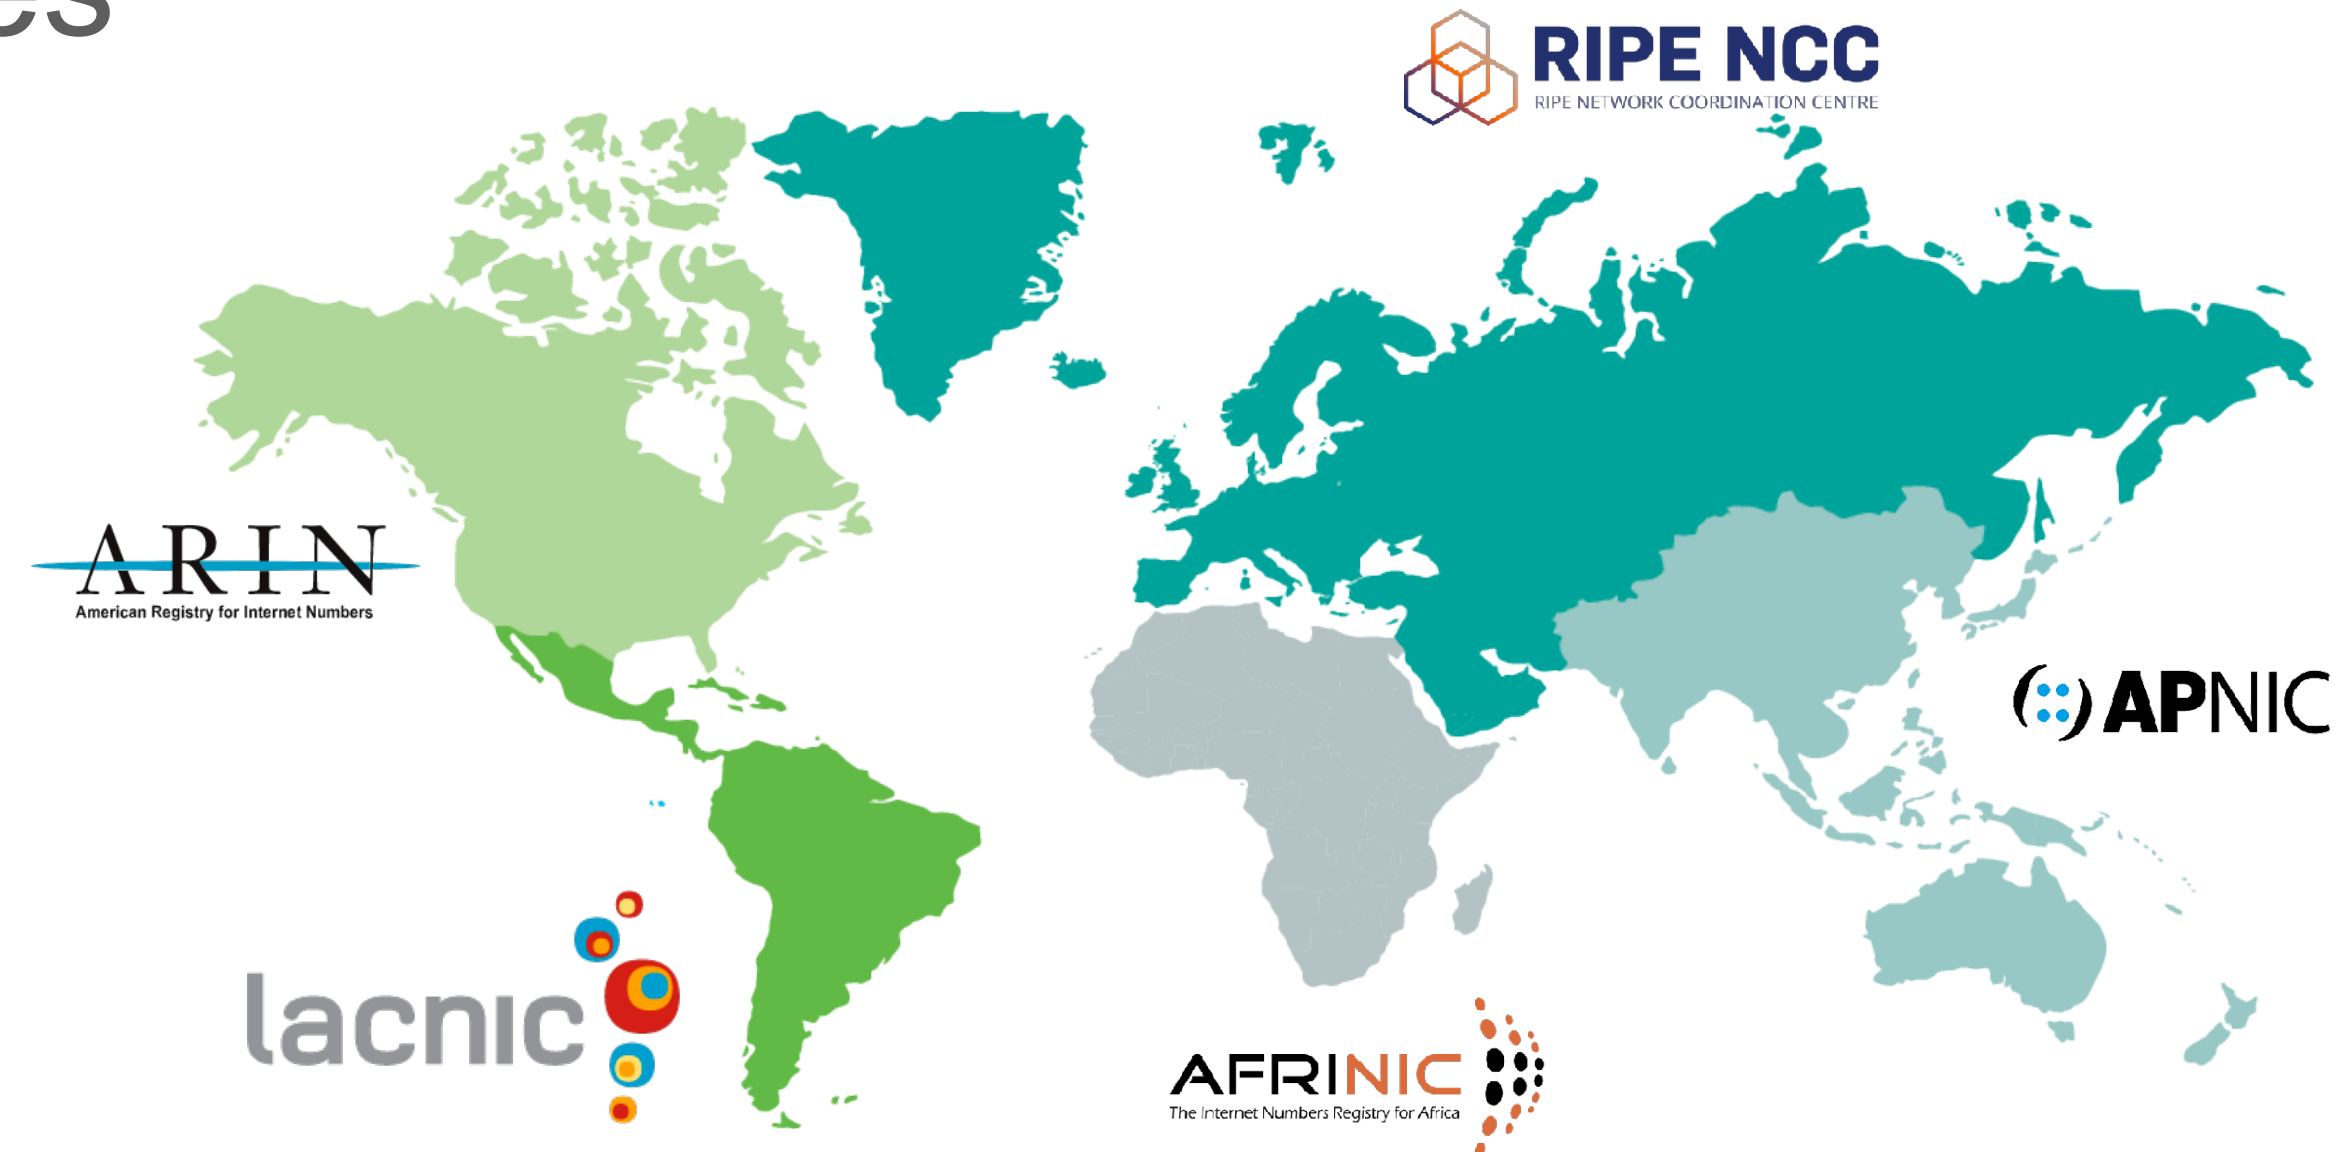 es
RIPE NCC
RIPE NETWORK COORDINATION CENTRE
ARIN
American Registry for Internet Numbers
APNIC
lacnic
AFRINIC
The Internet Numbers Registry for Africa